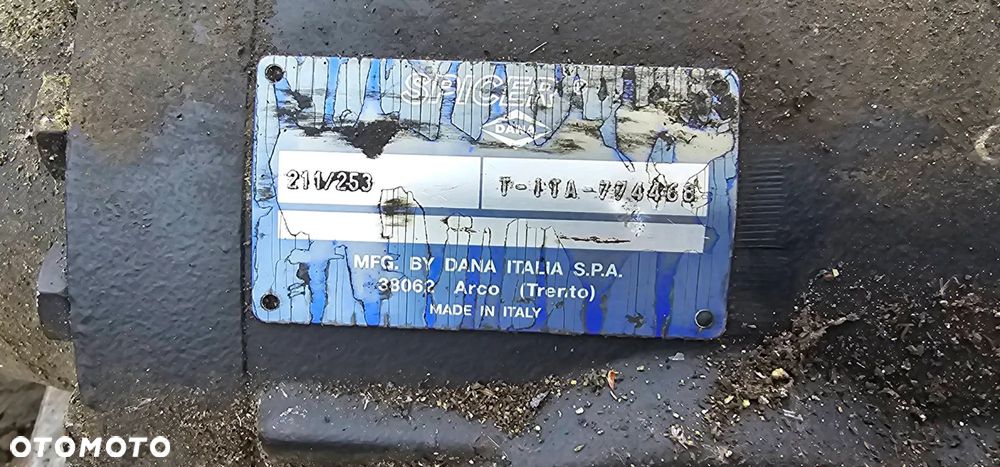 SPICER
DANA
211/253 T-ITA-774468
MFG. BY DANA ITALIA S.P.A.
38062 Arco (Trento)
MADE IN ITALY
OTOMOTO